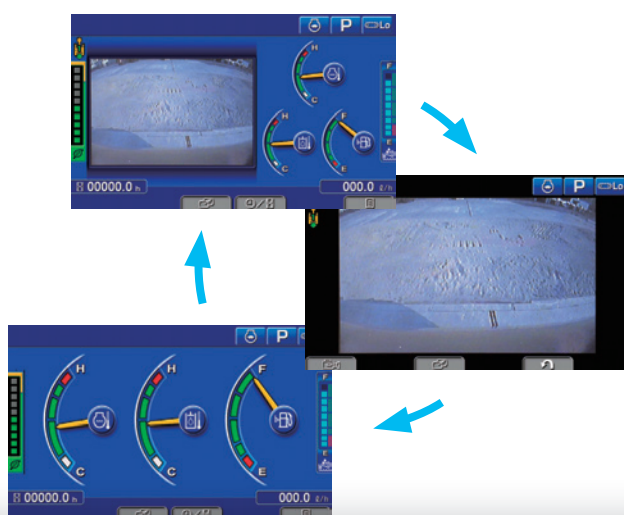 P Lo
H
C
H F F
C E E
00000.0 h 000.0 ℓ/h
P Lo
P
H H F F
C C E E
00000.0 h 000.0 ℓ/h